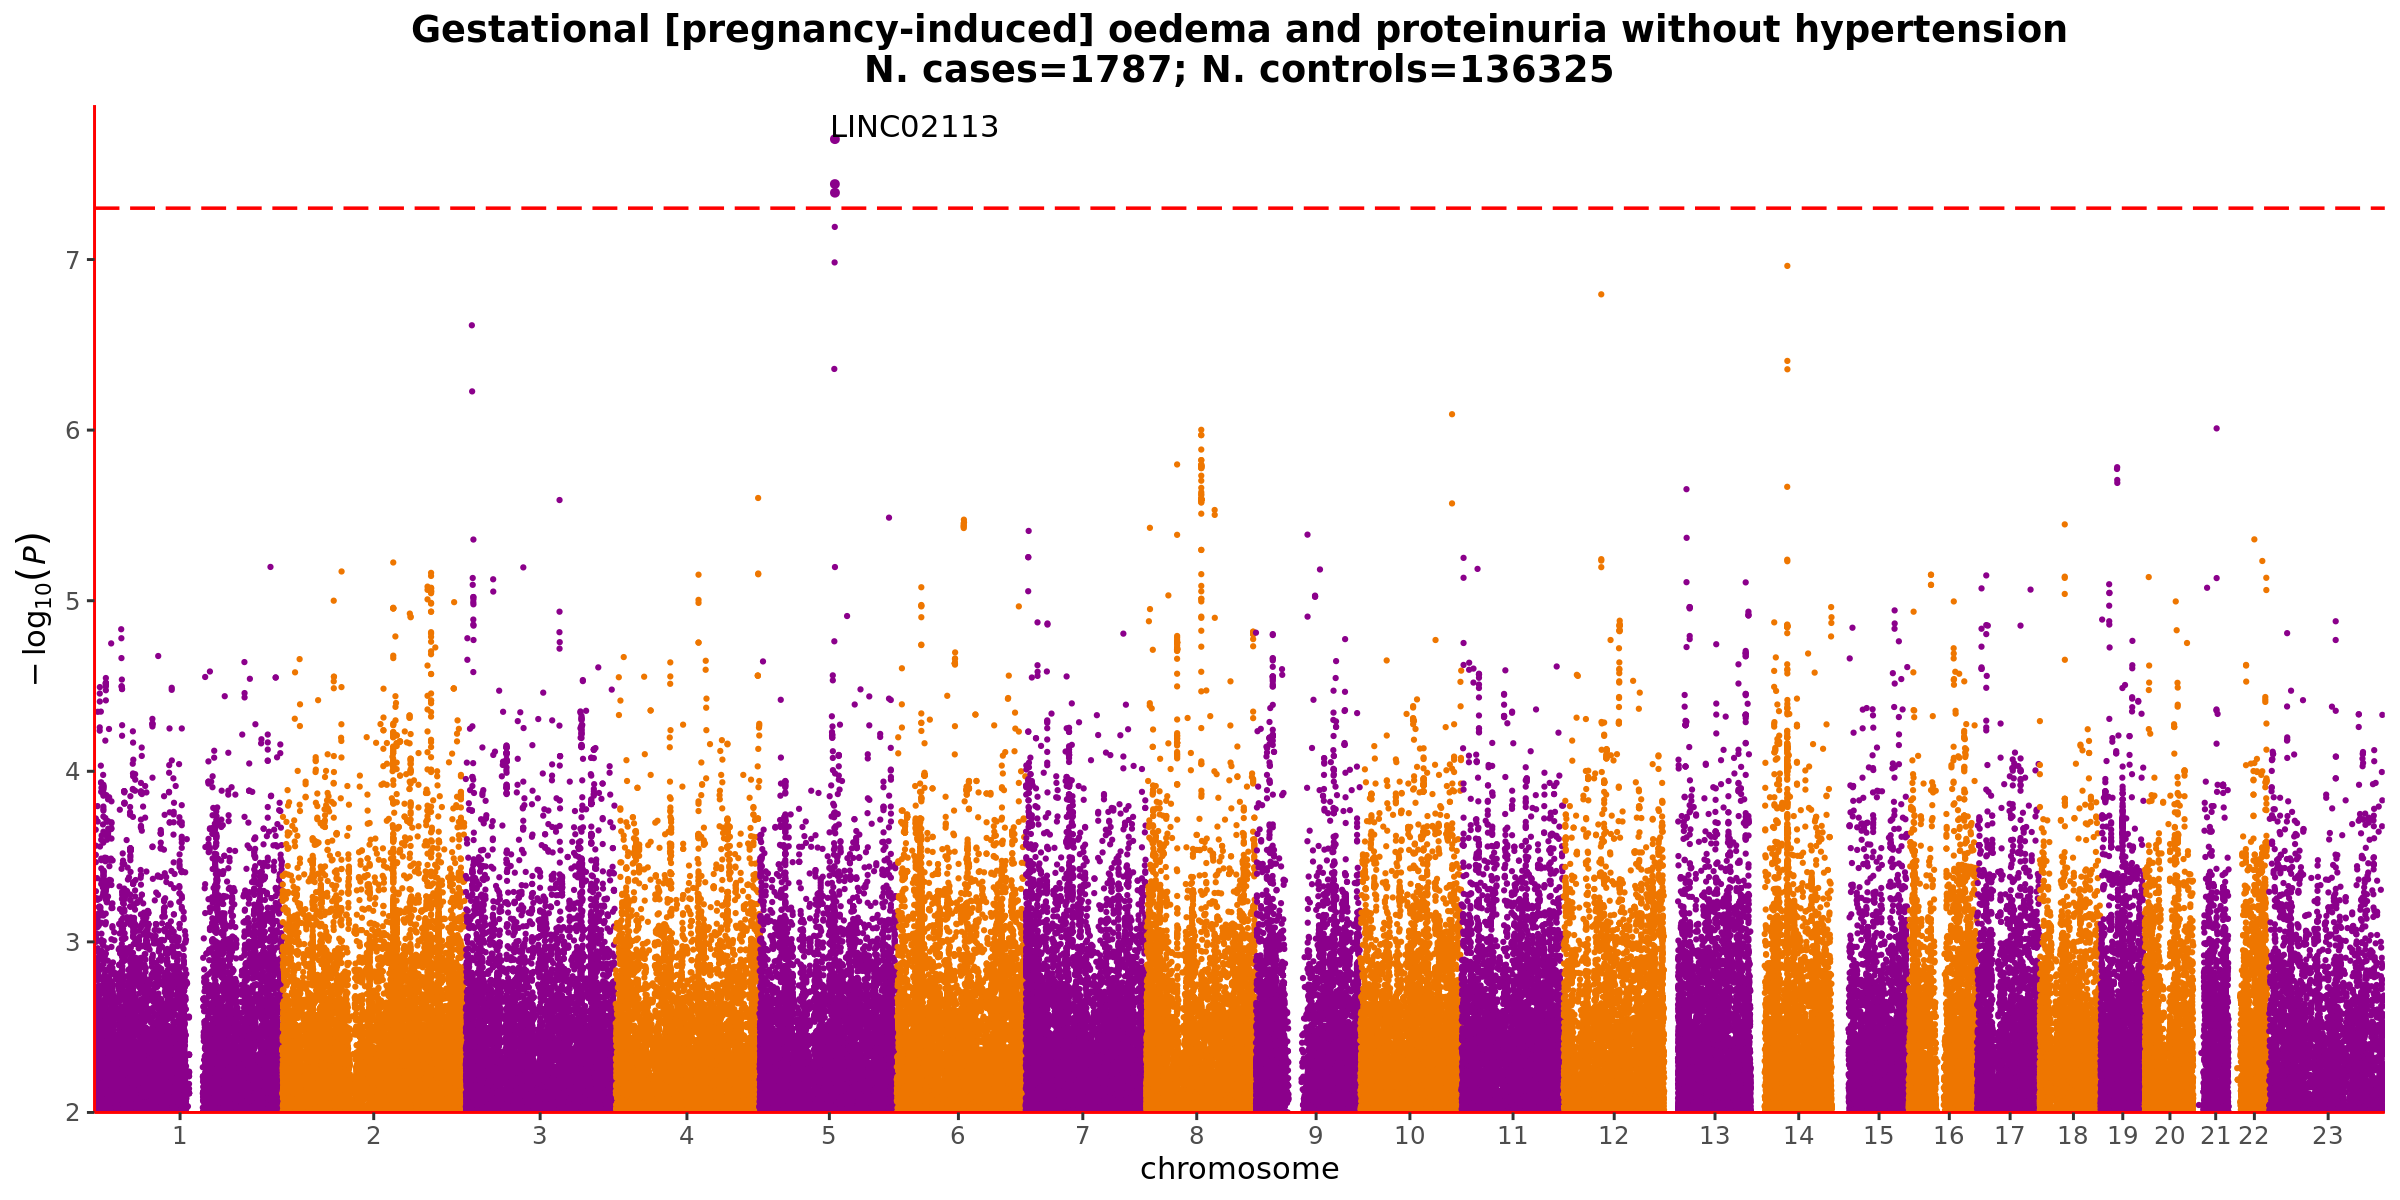 Gestational [pregnancy-induced] oedema and proteinuria without hypertension
N. cases=1787; N. controls=136325
LINC02113
7
6
5
4
3
2
−log10(P)
1 2 3 4 5 6 7 8 9 10 11 12 13 14 15 16 17 18 19 20 21 22 23
chromosome